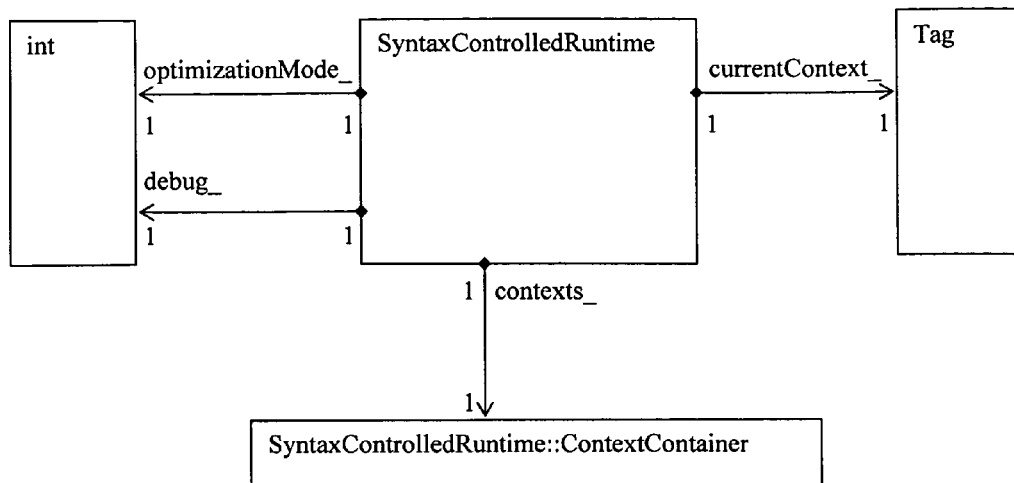 int
SyntaxControlledRuntime
Tag
optimizationMode_
currentContext_
1
1
1
1
debug_
1
1
1
contexts_
1
SyntaxControlledRuntime::ContextContainer